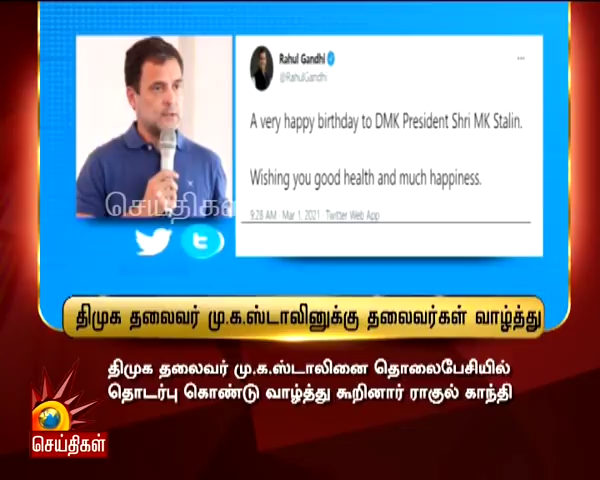 Rahul Gandhi
@RahulGandhi
A very happy birthday to DMK President Shri MK Stalin.
Wishing you good health and much happiness.
9:28 AM · Mar 1, 2021 · Twitter Web App
செய்திகள்
திமுக தலைவர் மு.க.ஸ்டாலினுக்கு தலைவர்கள் வாழ்த்து
திமுக தலைவர் மு.க.ஸ்டாலினை தொலைபேசியில்
தொடர்பு கொண்டு வாழ்த்து கூறினார் ராகுல் காந்தி
செய்திகள்